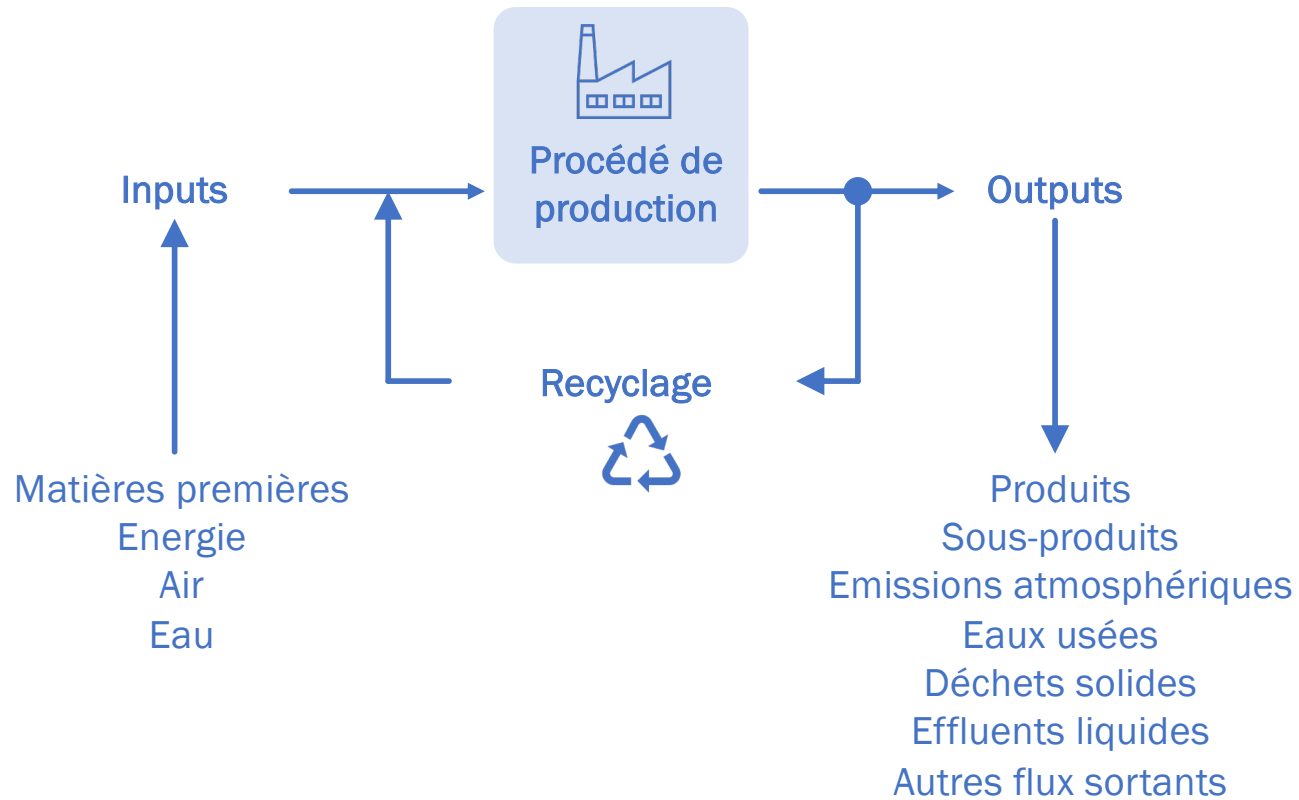 Procédé de
production
Inputs
Outputs
Recyclage
Matières premières
Energie
Air
Eau
Produits
Sous-produits
Emissions atmosphériques
Eaux usées
Déchets solides
Effluents liquides
Autres flux sortants